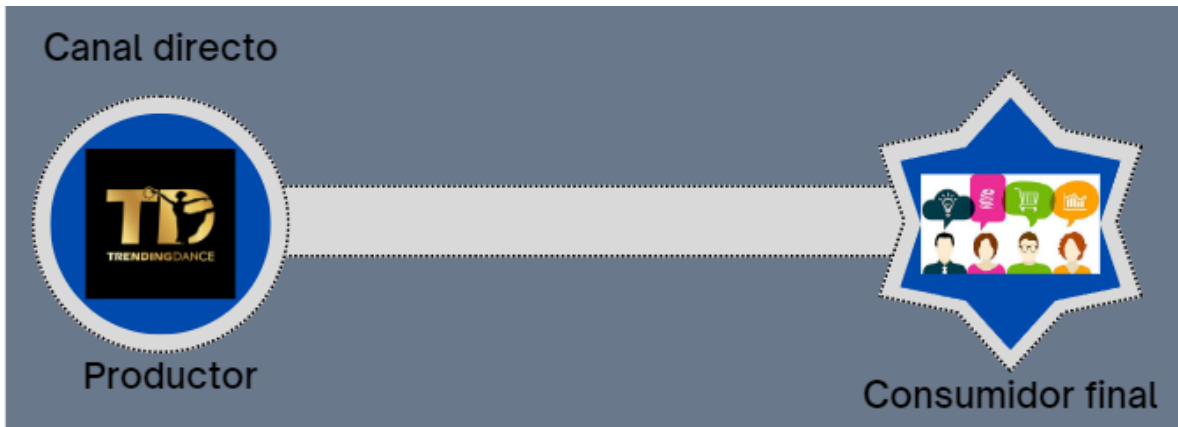 Canal directo
TD
TRENDINGDANCE
Productor
Consumidor final